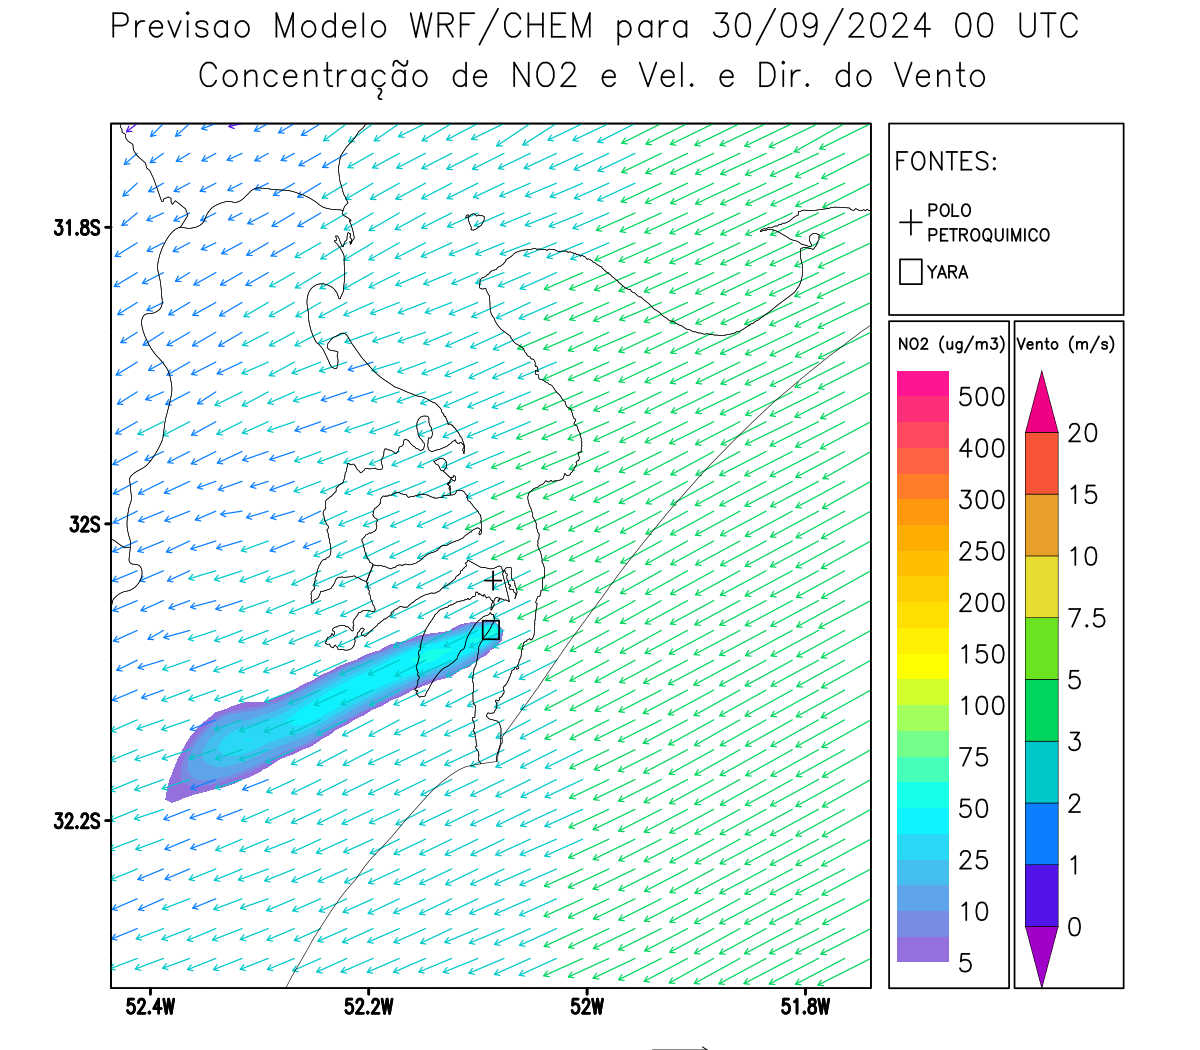 Previsao Modelo WRF/CHEM para 30/09/2024 00 UTC
Concentração de NO2 e Vel. e Dir. do Vento
FONTES:
POLO
PETROQUIMICO
YARA
NO2 (ug/m3)
500
400
300
250
200
150
100
75
50
25
10
5
Vento (m/s)
20
15
10
7.5
5
3
2
1
0
31.8S
32S
32.2S
52.4W
52.2W
52W
51.8W